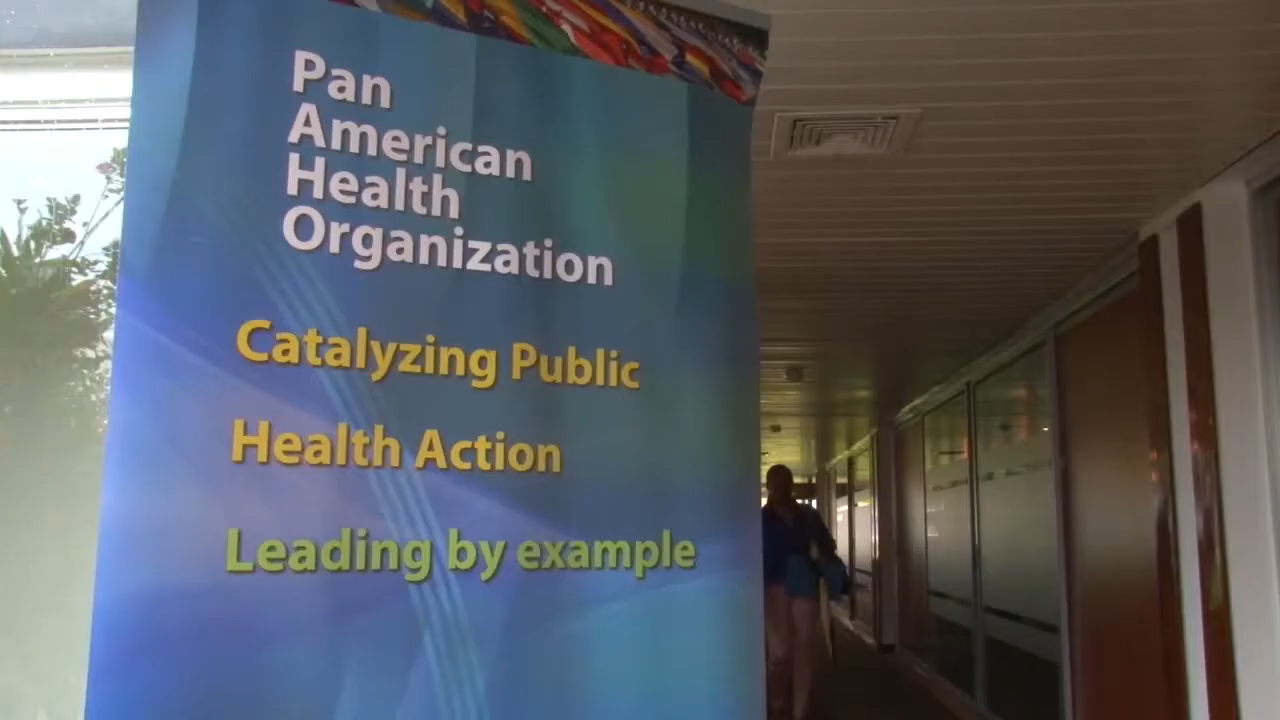 Pan
American
Health
Organization
Catalyzing Public
Health Action
Leading by example